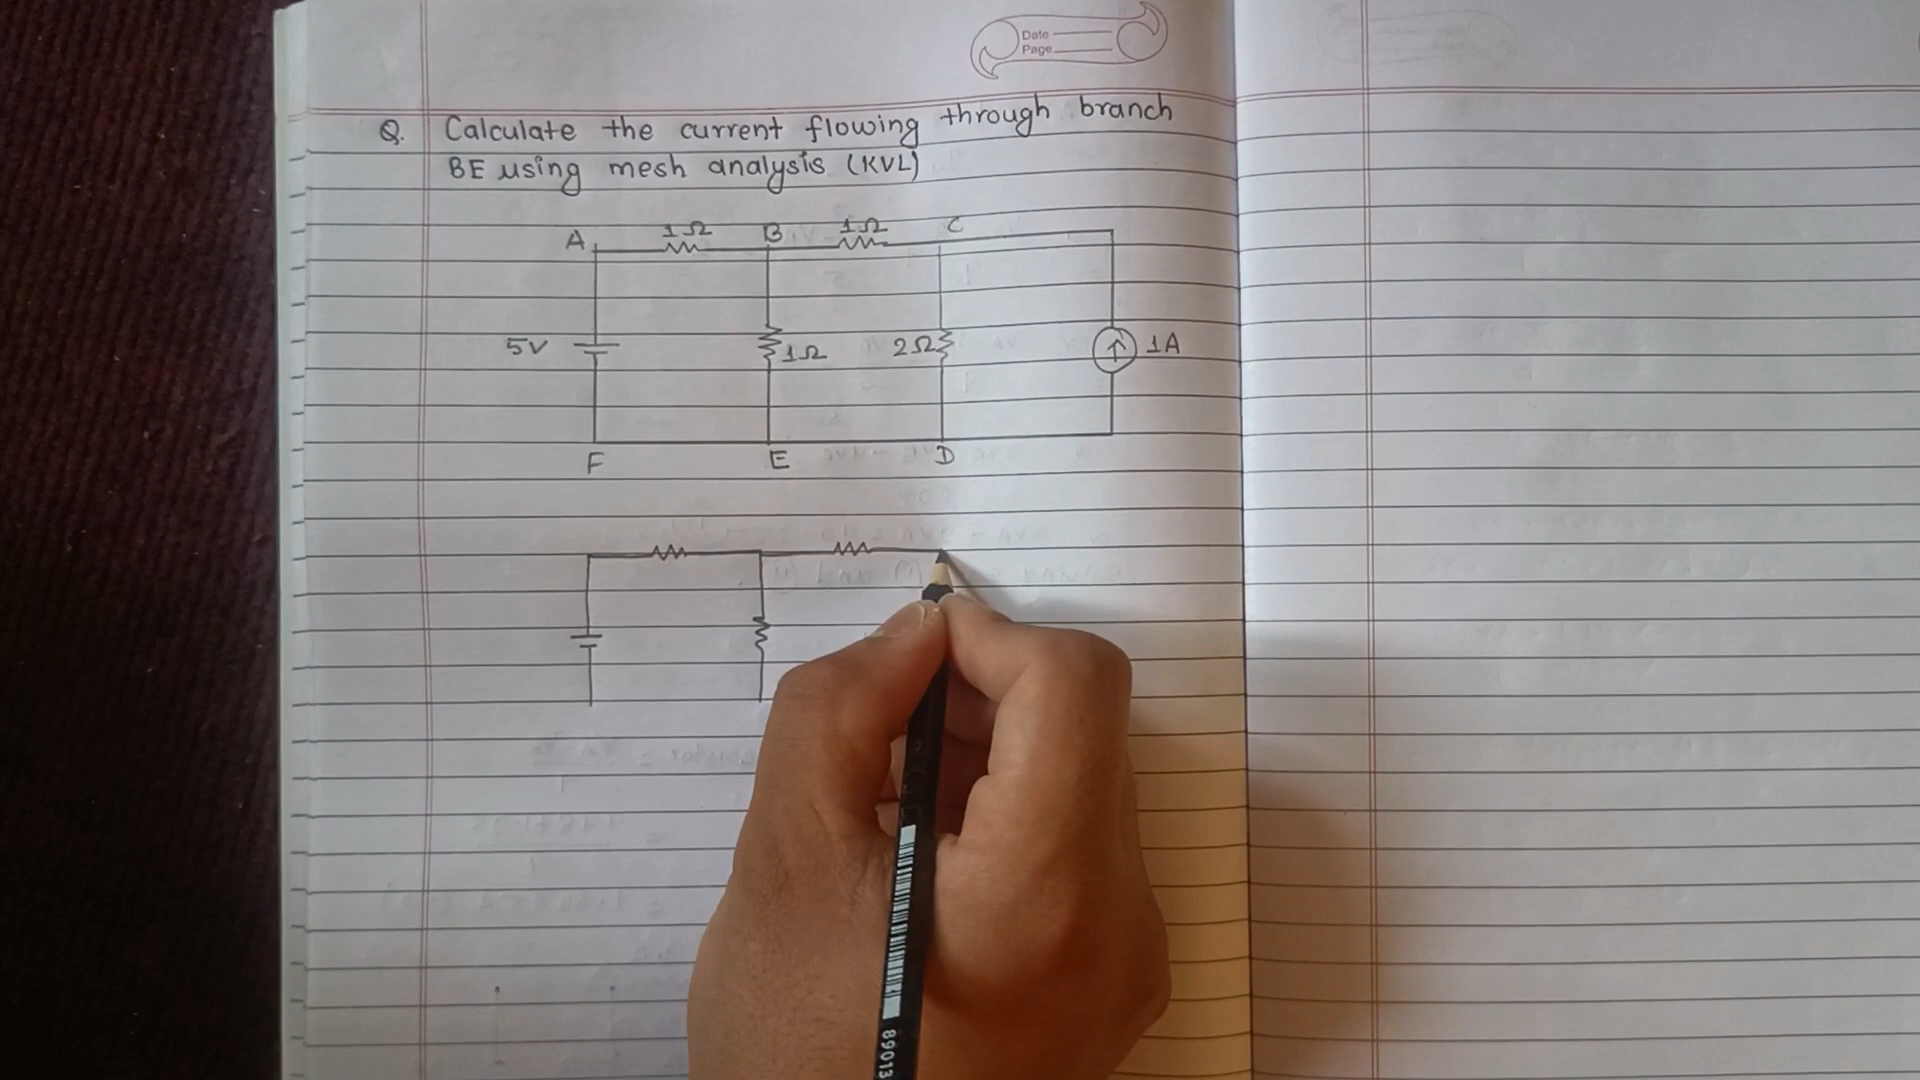 Date
Page
Q. Calculate the current flowing through branch
BE using mesh analysis (KVL)
A 1Ω B 1Ω C
5V 1Ω 2Ω 1A
F E D
89013